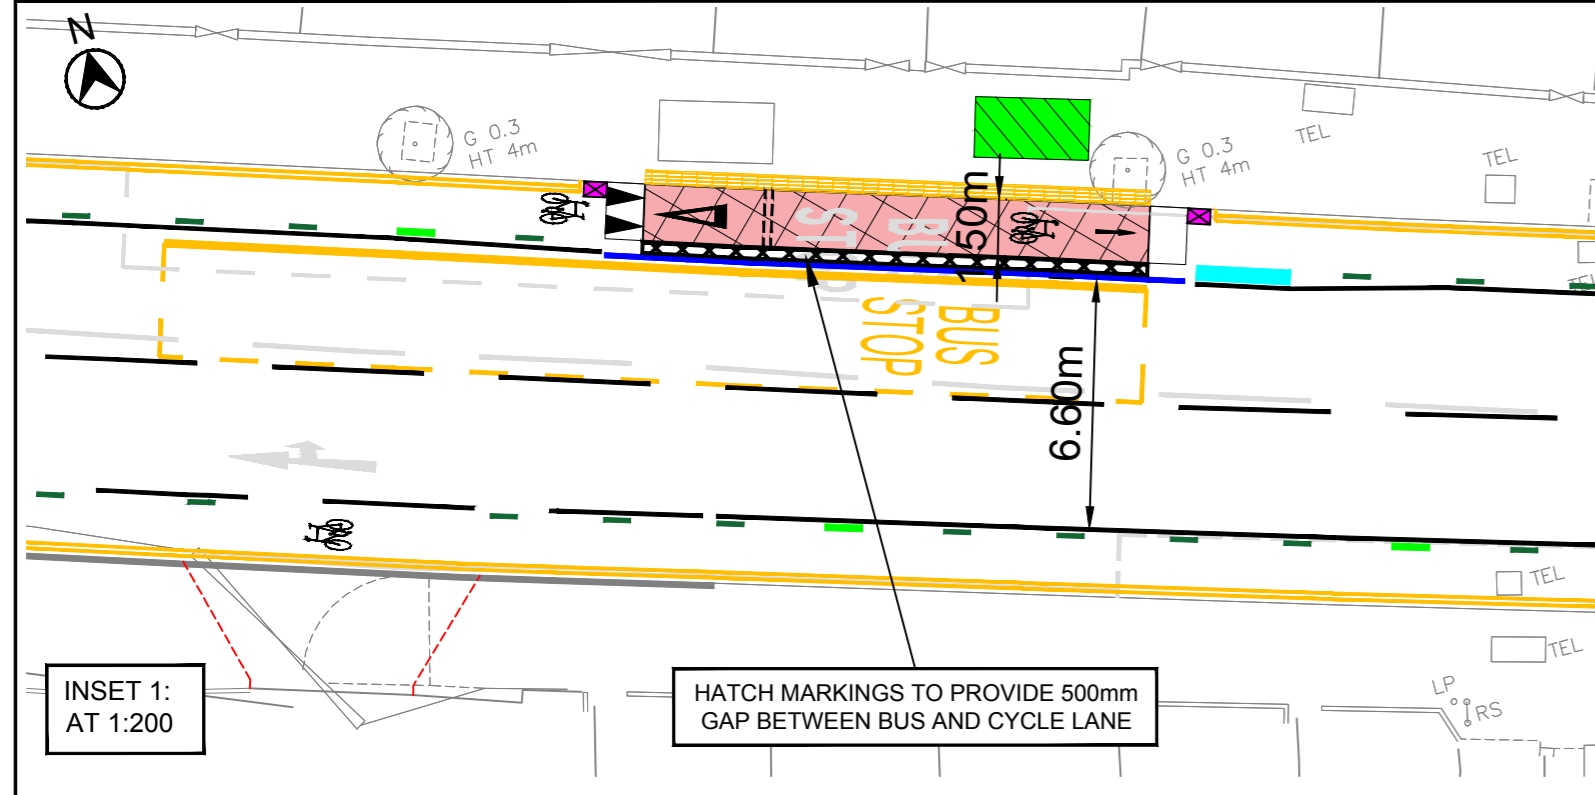 N
G 0.3
HT 4m
TEL
G 0.3
HT 4m
TEL
TEL
BUS
STOP
1.50m
BUS
STOP
6.60m
TEL
TEL
LP
RS
INSET 1:
AT 1:200
HATCH MARKINGS TO PROVIDE 500mm
GAP BETWEEN BUS AND CYCLE LANE